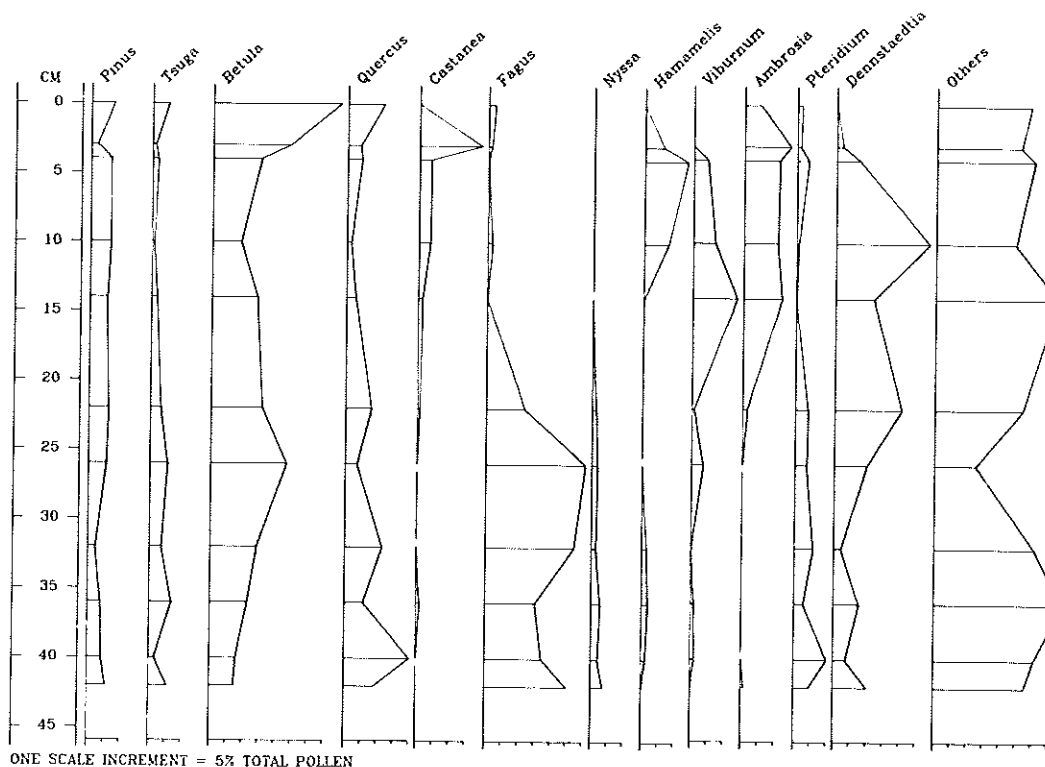 CM
Pinus
Tsuga
Betula
Quercus
Castanea
Fagus
Nyssa
Hamamelis
Viburnum
Ambrosia
Pteridium
Dennstaedtia
Others
0
5
10
15
20
25
30
35
40
45
ONE SCALE INCREMENT = 5% TOTAL POLLEN